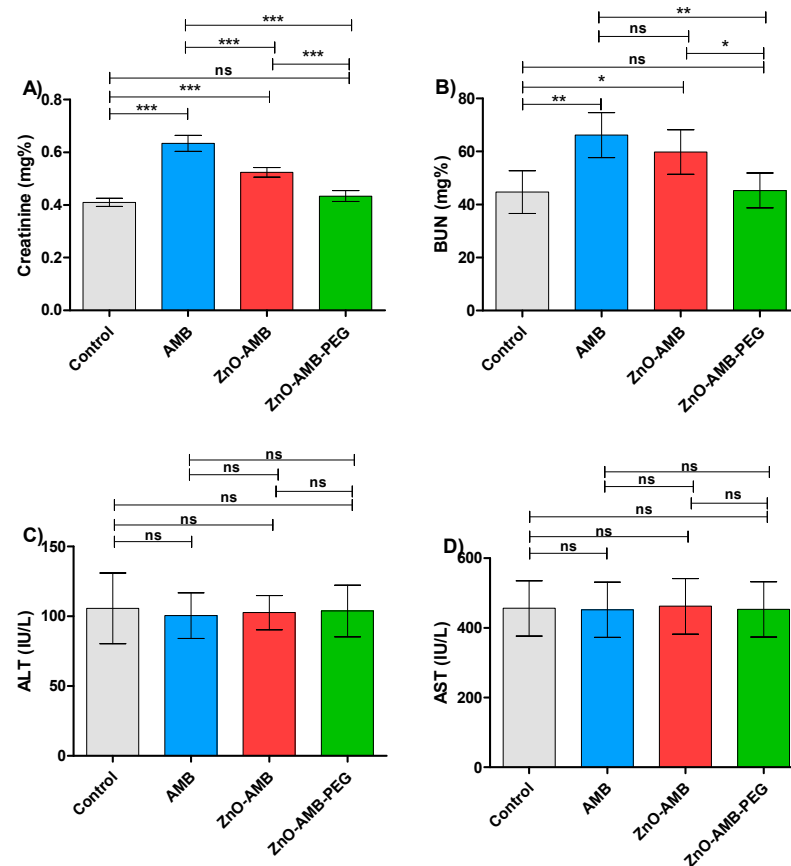 ***
***
***
ns
***
***
A)
Creatinine (mg%)
0.8
0.6
0.4
0.2
0.0
Control
AMB
ZnO-AMB
ZnO-AMB-PEG
**
ns
*
ns
*
**
B)
BUN (mg%)
80
60
40
20
0
Control
AMB
ZnO-AMB
ZnO-AMB-PEG
ns
ns
ns
ns
ns
ns
C)
ALT (IU/L)
150
100
50
0
Control
AMB
ZnO-AMB
ZnO-AMB-PEG
ns
ns
ns
ns
ns
ns
D)
AST (IU/L)
600
400
200
0
Control
AMB
ZnO-AMB
ZnO-AMB-PEG